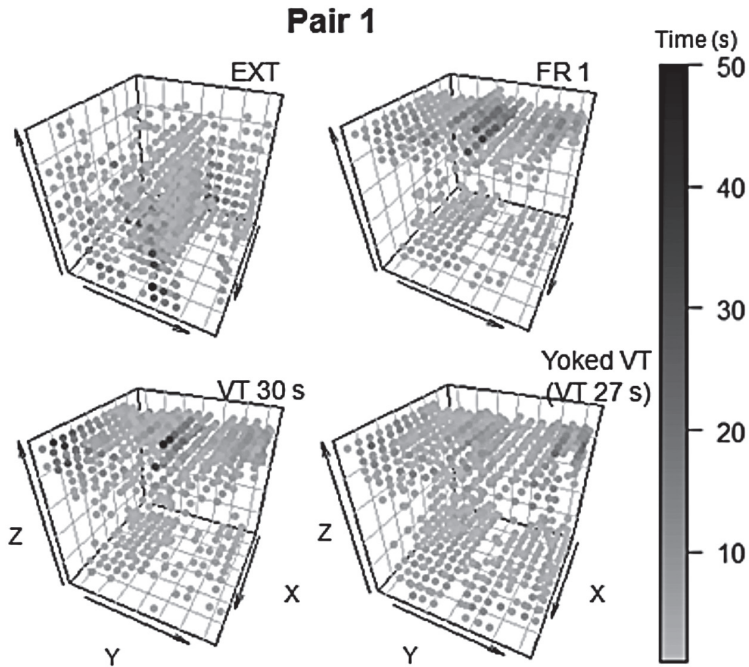 Pair 1
EXT
FR 1
Time (s)
50
40
30
20
10
VT 30 s
Yoked VT
(VT 27 s)
Z
X
Y
Z
X
Y